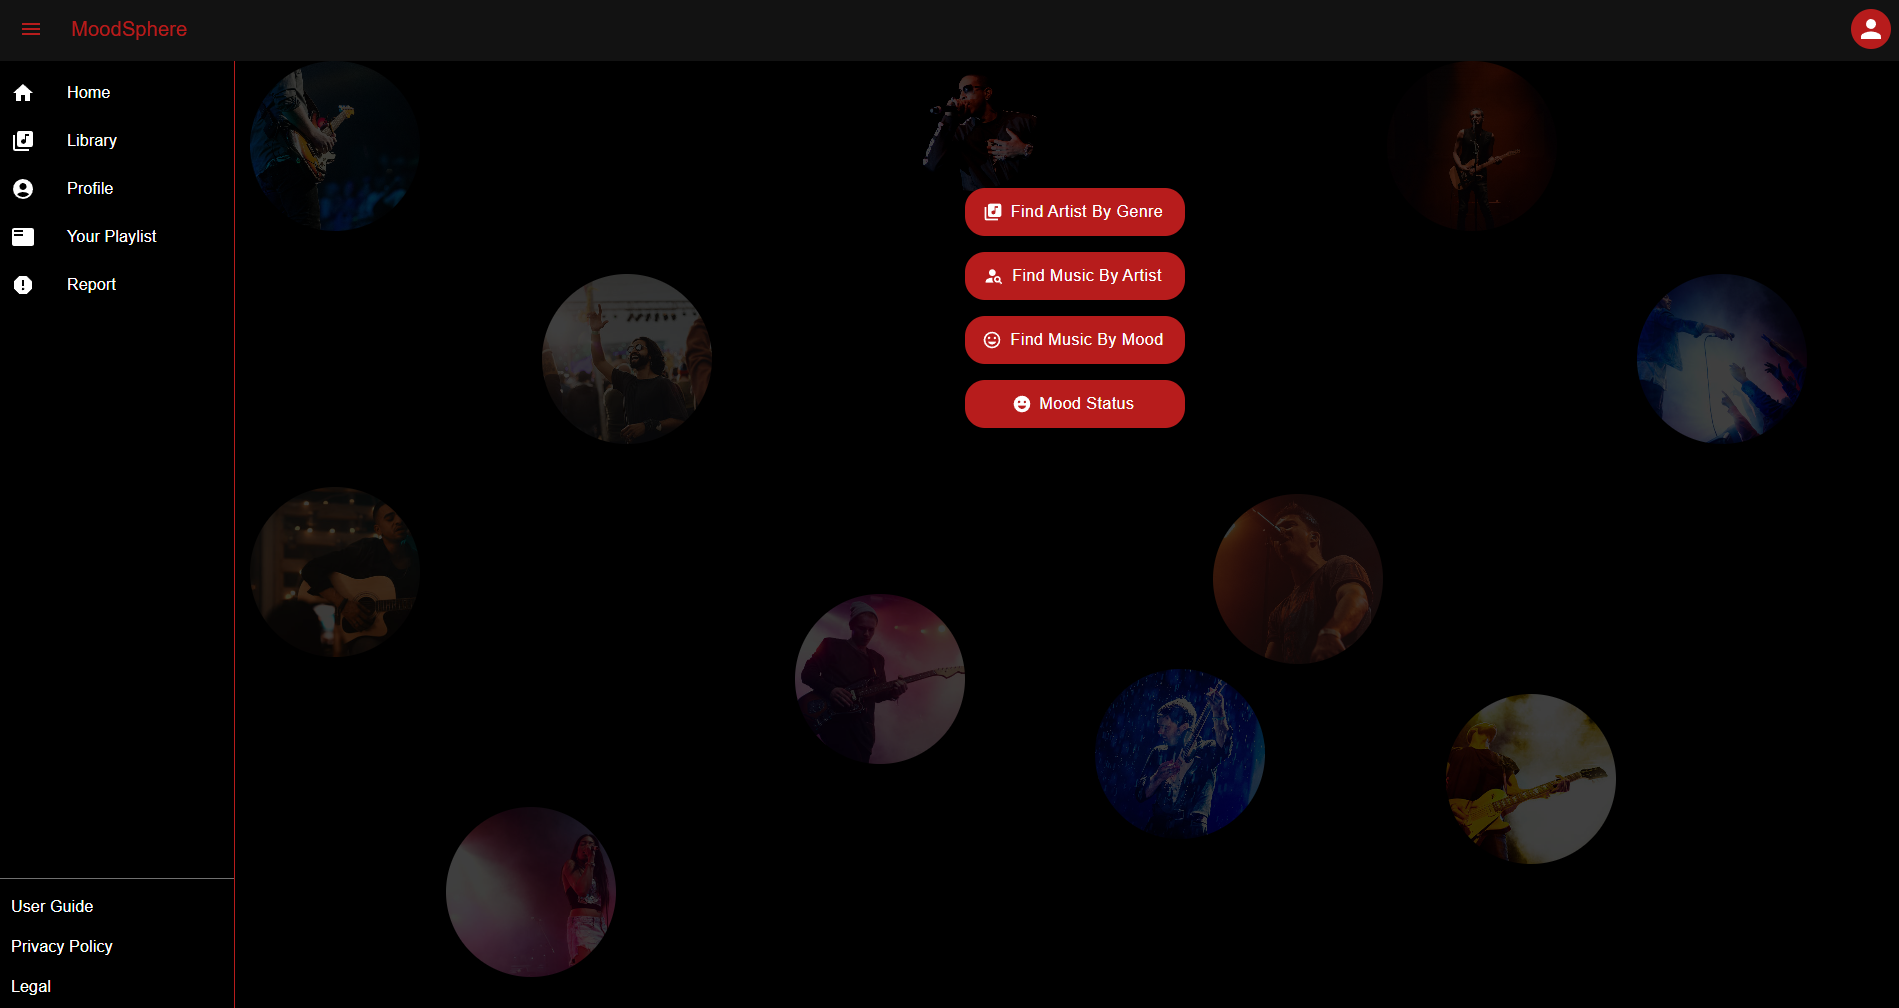 MoodSphere
Home
Library
Profile
Your Playlist
Report
Find Artist By Genre
Find Music By Artist
Find Music By Mood
Mood Status
User Guide
Privacy Policy
Legal